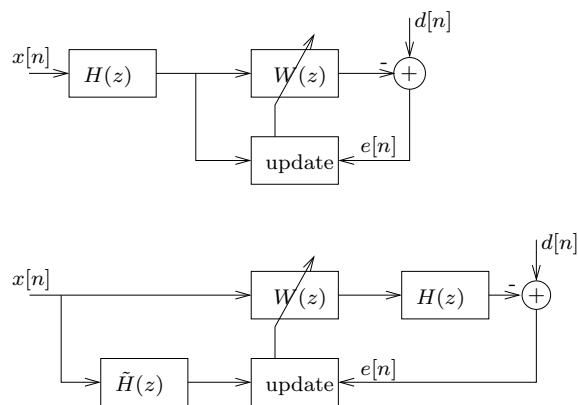 d[n]
x[n]
H(z)
W(z)
-
+
update
e[n]
d[n]
x[n]
W(z)
H(z)
-
+
H̃(z)
update
e[n]